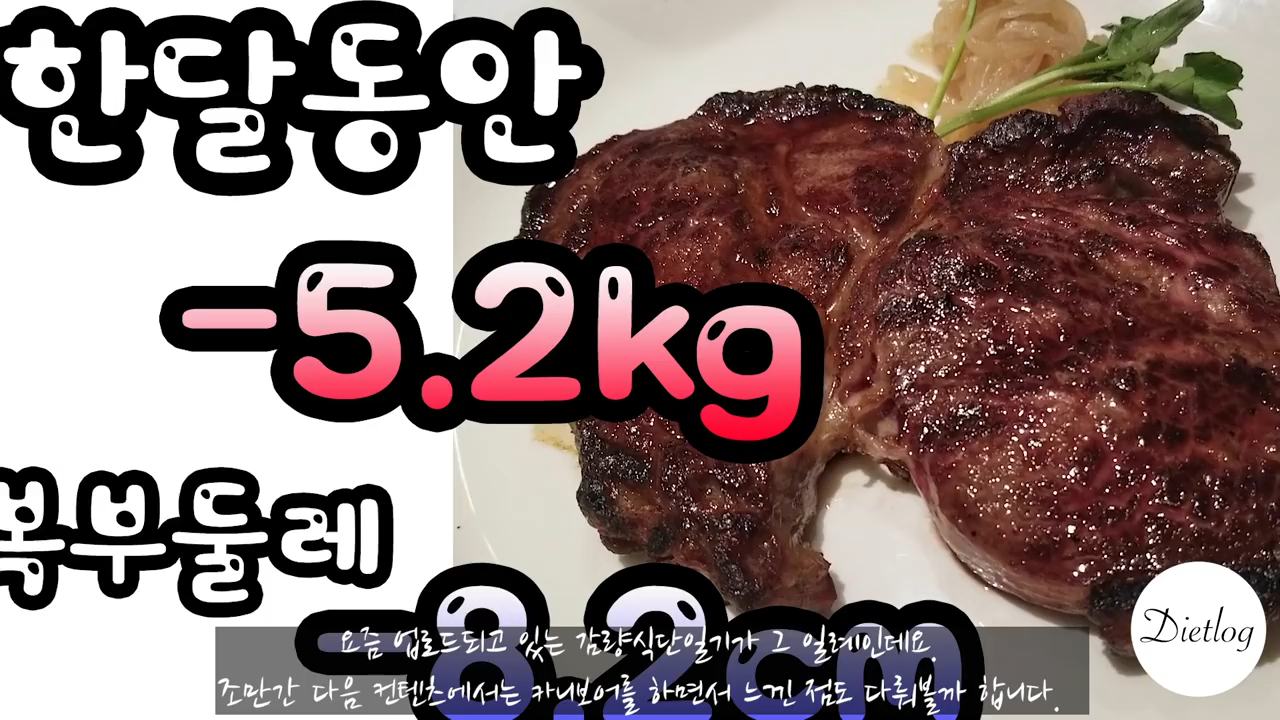 한달동안
-5.2kg
복부둘레
-8.2cm
요즘 업로드되고 있는 감량식단일기가 그 일례인데요.
조만간 다음 컨텐츠에서는 카니보어를 하면서 느낀 점도 다뤄볼까 합니다.
Dietlog